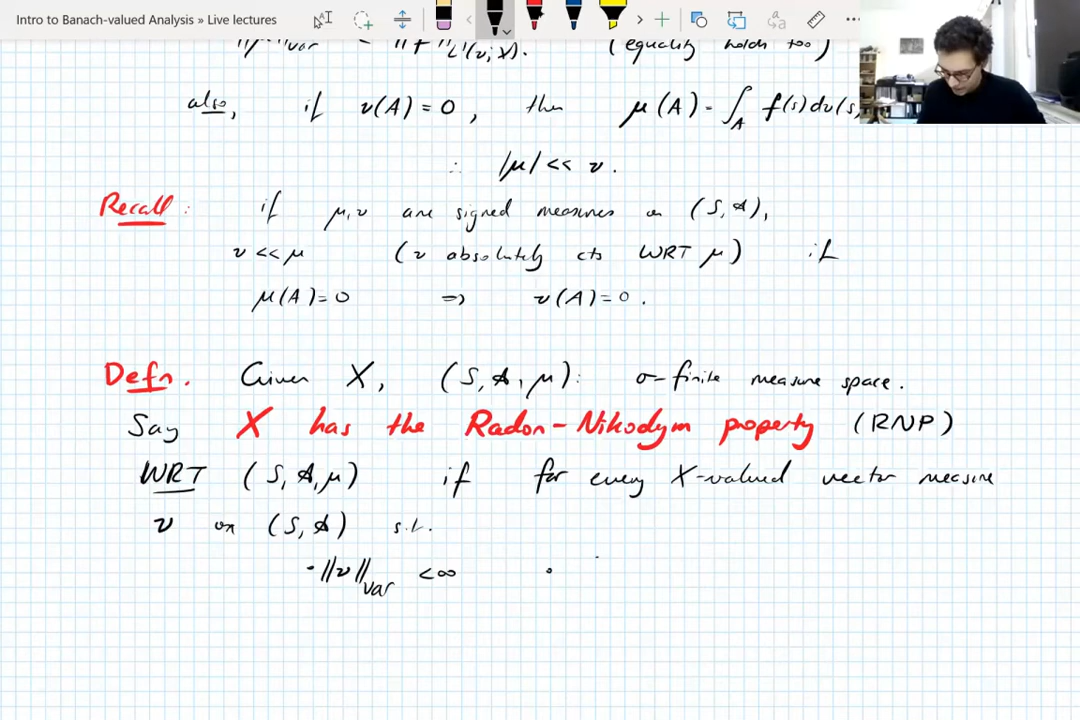 Intro to Banach-valued Analysis » Live lectures
‖ var ‖ ‖ L¹(ν;X). (equality holds too)
also, if ν(A) = 0, then μ(A) = ∫_A f(s)dν(s)
∴ |μ| << ν.
Recall: if μ,ν are signed measures on (S,𝒜),
ν << μ (ν absolutely cts WRT μ) if
μ(A)=0 ⇒ ν(A)=0.
Defn. Given X, (S,𝒜,μ): σ-finite measure space.
Say X has the Radon-Nikodym property (RNP)
WRT (S,𝒜,μ) if for every X-valued vector measure
ν on (S,𝒜) s.t.
· ‖ν‖_var < ∞ ·